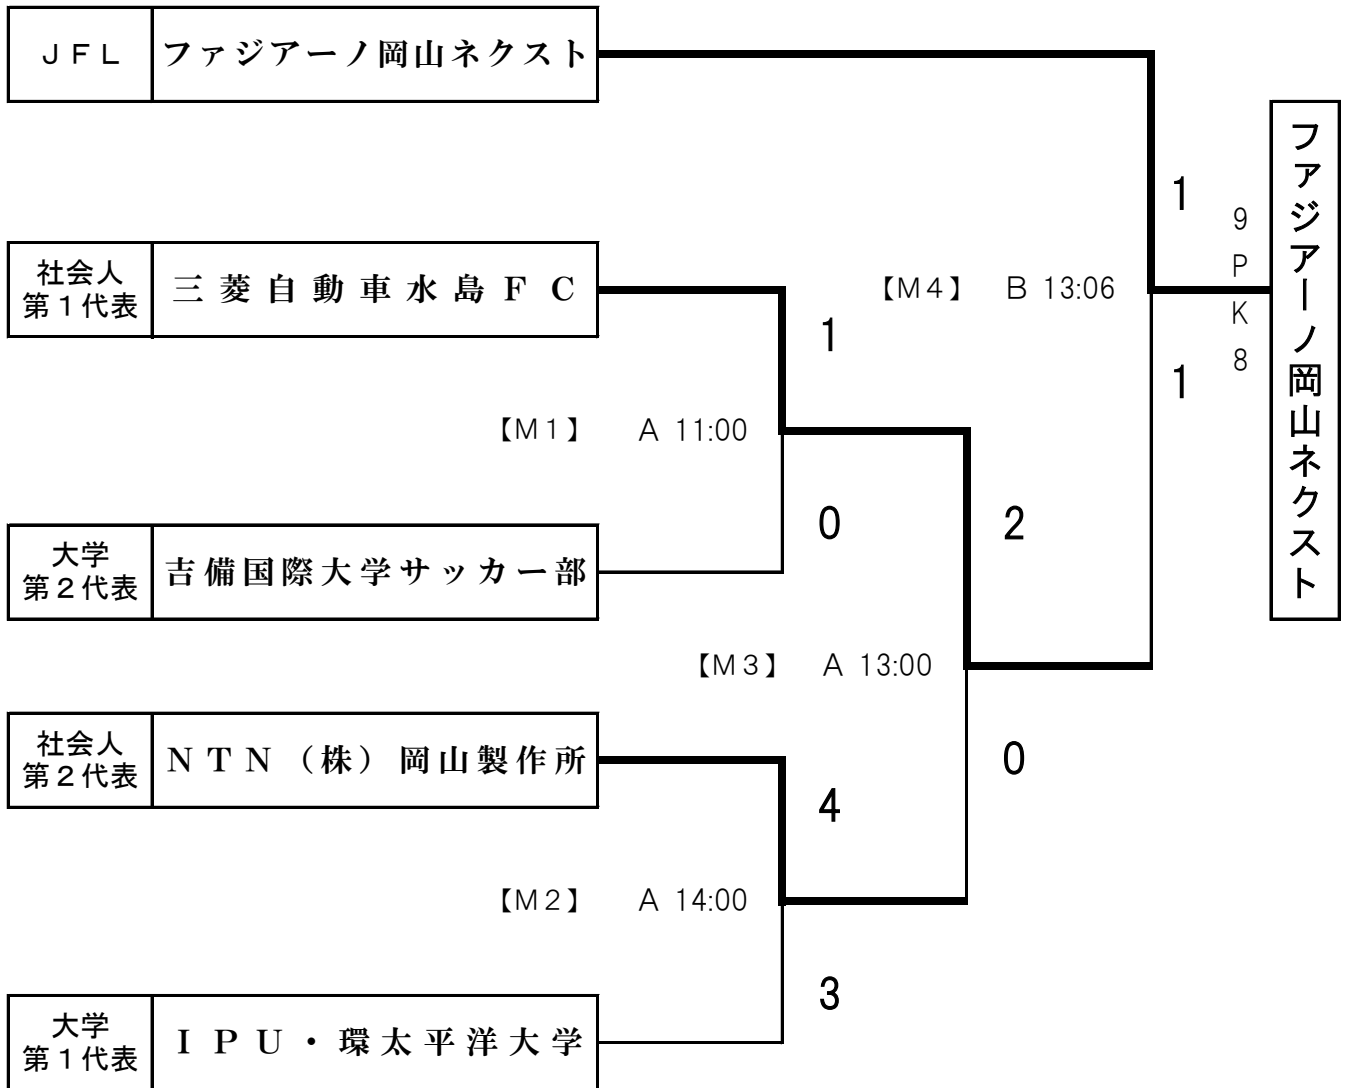 ＪＦＬ
ファジアーノ岡山ネクスト
社会人
第１代表
三菱自動車水島ＦＣ
大学
第２代表
吉備国際大学サッカー部
社会人
第２代表
ＮＴＮ（株）岡山製作所
大学
第１代表
ＩＰＵ・環太平洋大学
【Ｍ１】 Ａ 11:00
1
0
【Ｍ２】 Ａ 14:00
4
3
【Ｍ３】 Ａ 13:00
2
0
【Ｍ４】 Ｂ 13:06
1
1
9
Ｐ
Ｋ
8
ファジアーノ岡山ネクスト